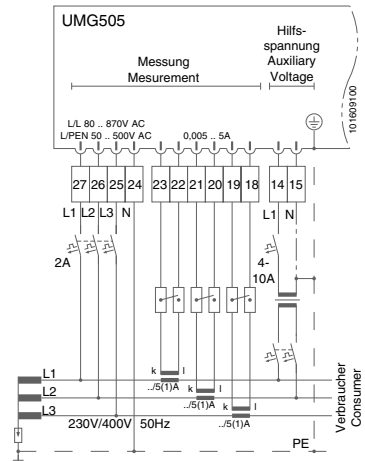 UMG505
Hilfs-
spannung
Auxiliary
Voltage
Messung
Mesurement
101609100
L/L 80 .. 870V AC
L/PEN 50 .. 500V AC
0,005 .. 5A
27 26 25 24 23 22 21 20 19 18 14 15
L1 L2 L3 N
L1 N
2A
4-
10A
L1
k l
../5(1)A
L2
k l
../5(1)A
L3
k l
../5(1)A
230V/400V 50Hz
PE
Verbraucher
Consumer